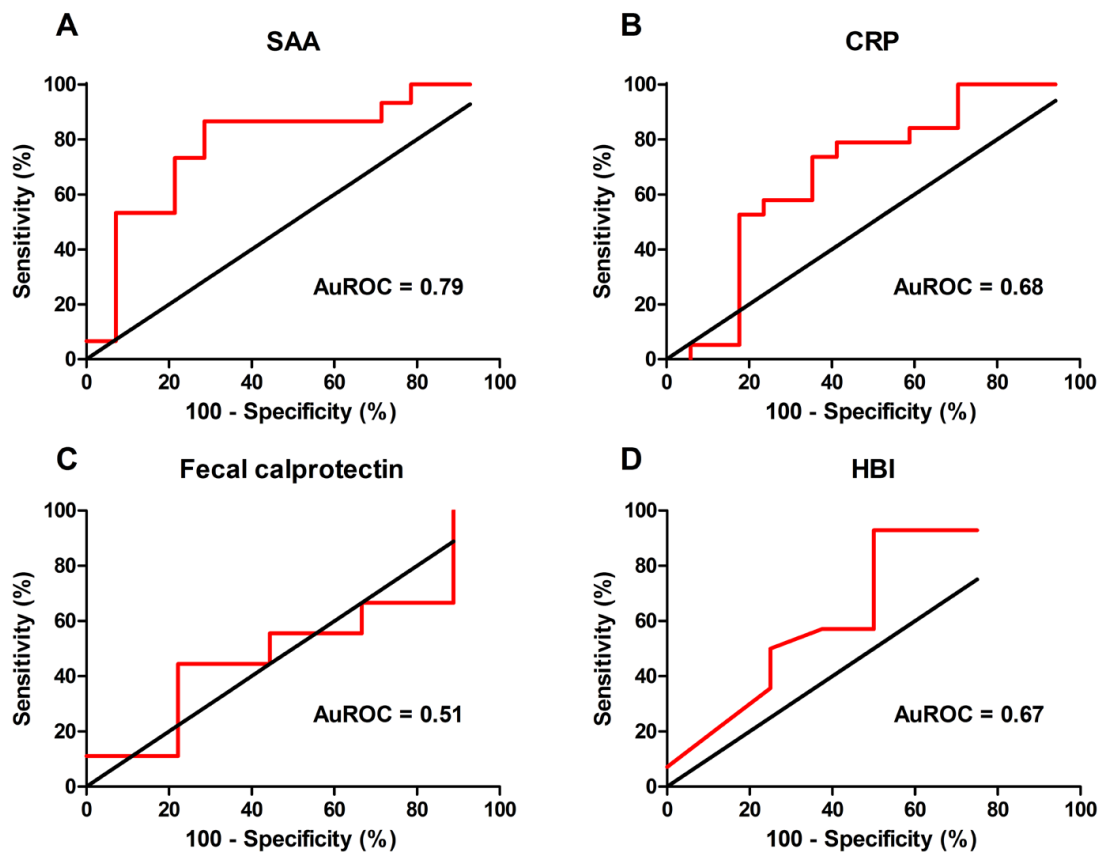 A
SAA
100
80
60
40
20
0
Sensitivity (%)
AuROC = 0.79
0 20 40 60 80 100
100 - Specificity (%)
B
CRP
100
80
60
40
20
0
Sensitivity (%)
AuROC = 0.68
0 20 40 60 80 100
100 - Specificity (%)
C
Fecal calprotectin
100
80
60
40
20
0
Sensitivity (%)
AuROC = 0.51
0 20 40 60 80 100
100 - Specificity (%)
D
HBI
100
80
60
40
20
0
Sensitivity (%)
AuROC = 0.67
0 20 40 60 80 100
100 - Specificity (%)